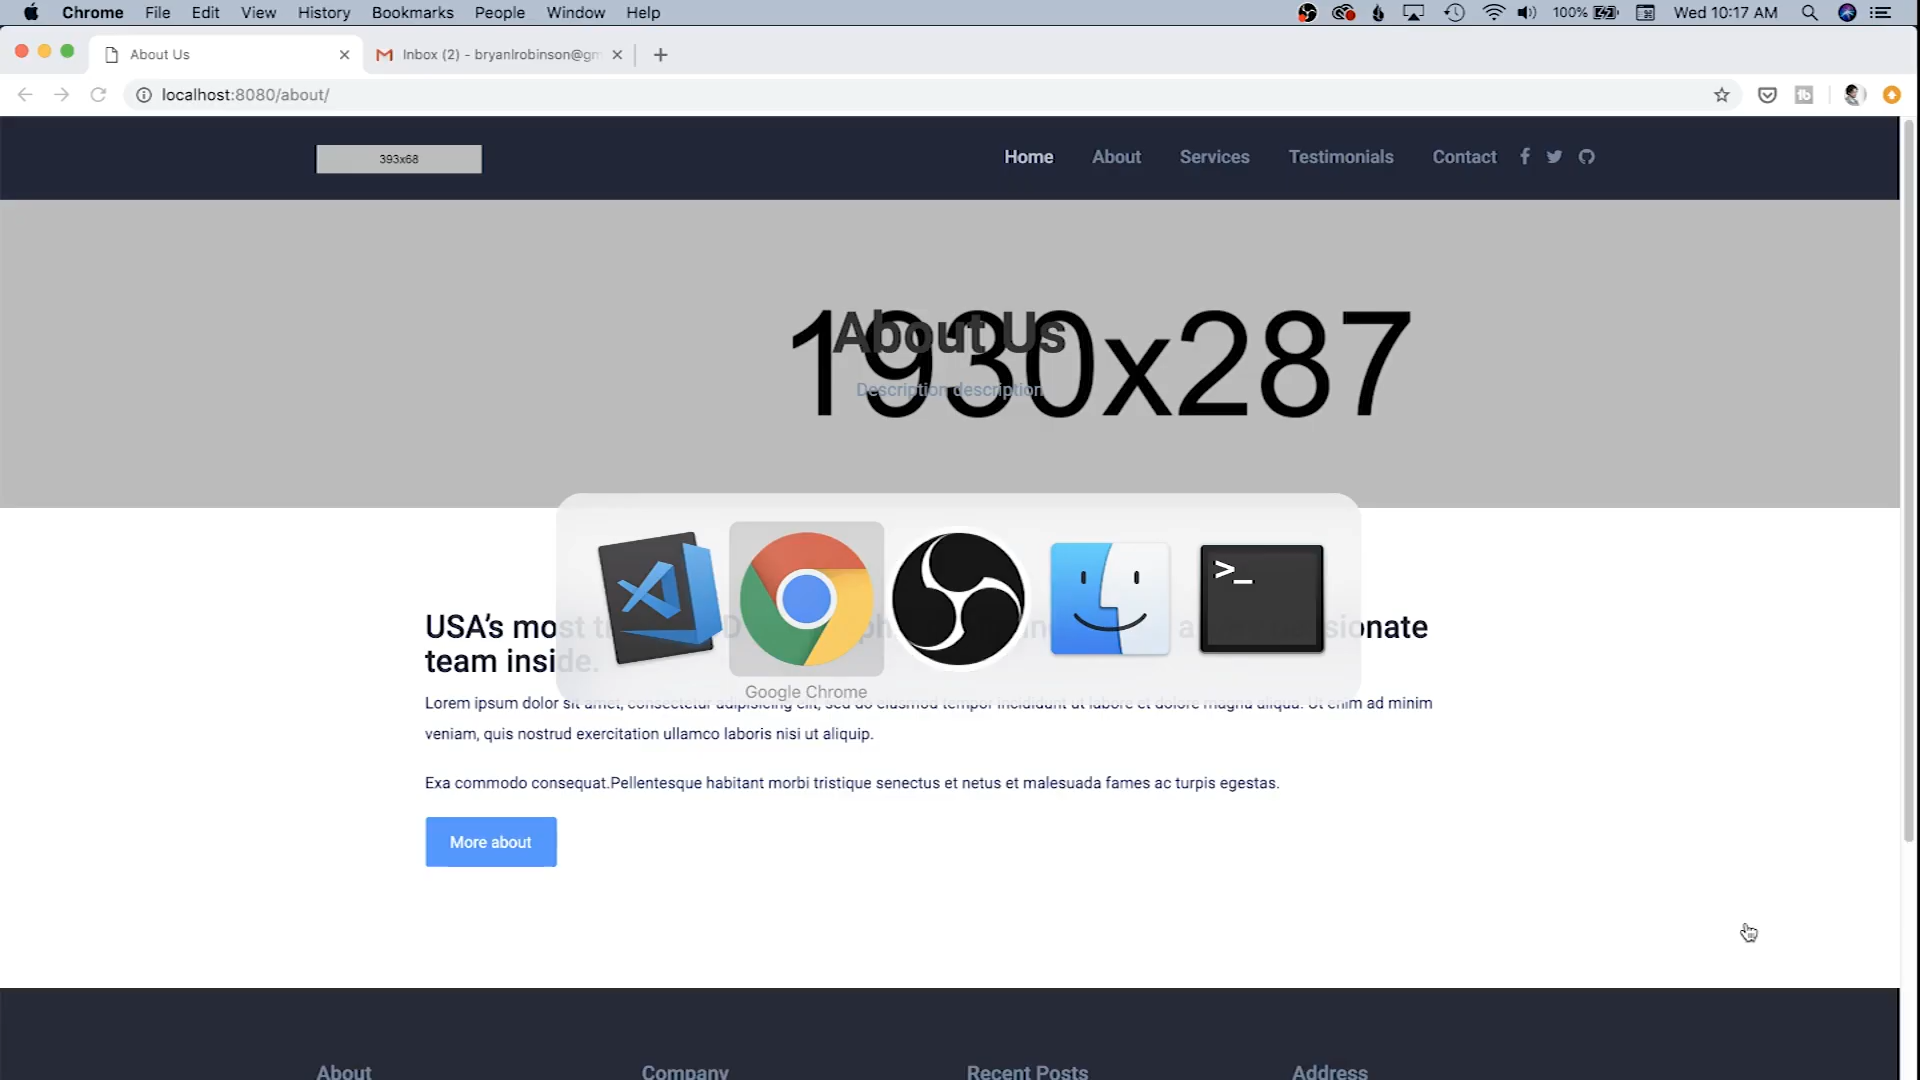 Chrome File Edit View History Bookmarks People Window Help 100% Wed 10:17 AM
About Us Inbox (2) - bryanlrobinson@gm
localhost:8080/about/
393x68 Home About Services Testimonials Contact
1930x287
About Us
Description description
USA’s mo
onate
team inside.
Google Chrome
Lorem ipsum dolor sit amet, consectetur adipisicing elit, sed do eiusmod tempor incididunt ut labore et dolore magna aliqua. Ut enim ad minim
veniam, quis nostrud exercitation ullamco laboris nisi ut aliquip.
Exa commodo consequat.Pellentesque habitant morbi tristique senectus et netus et malesuada fames ac turpis egestas.
More about
About Company Recent Posts Address